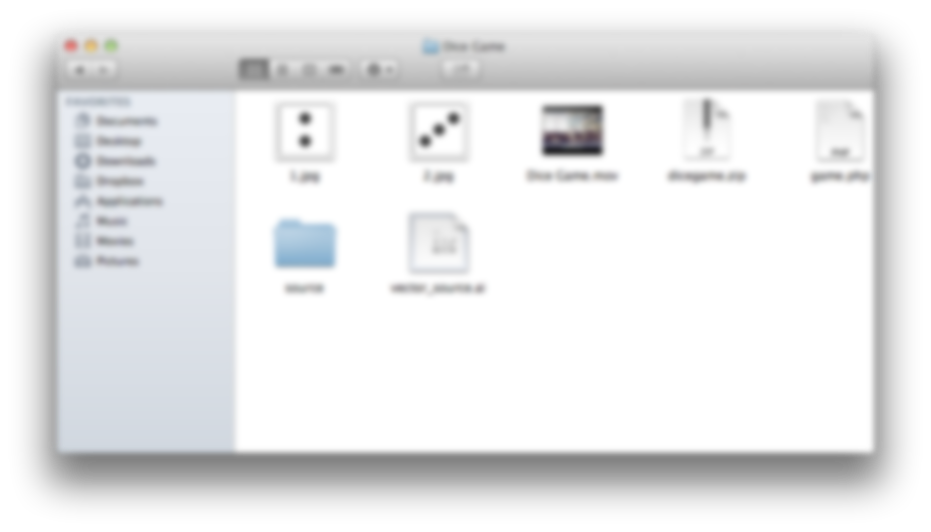 Dice Game
FAVORITES
Documents
Desktop
Downloads
Dropbox
Applications
Music
Movies
Pictures
1.jpg
2.jpg
Dice Game.mov
dicegame.zip
game.php
source
vector_source.ai